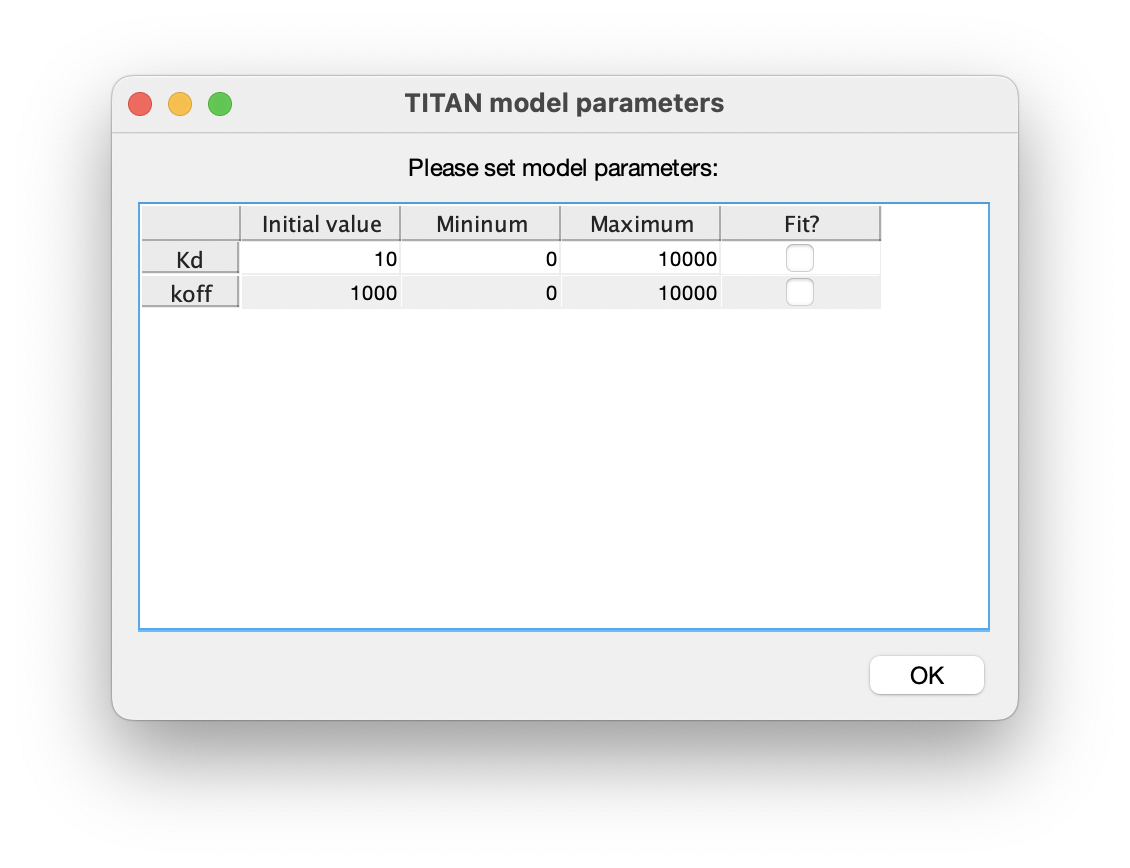 TITAN model parameters
Please set model parameters:
Initial value Mininum Maximum Fit?
Kd 10 0 10000
koff 1000 0 10000
OK